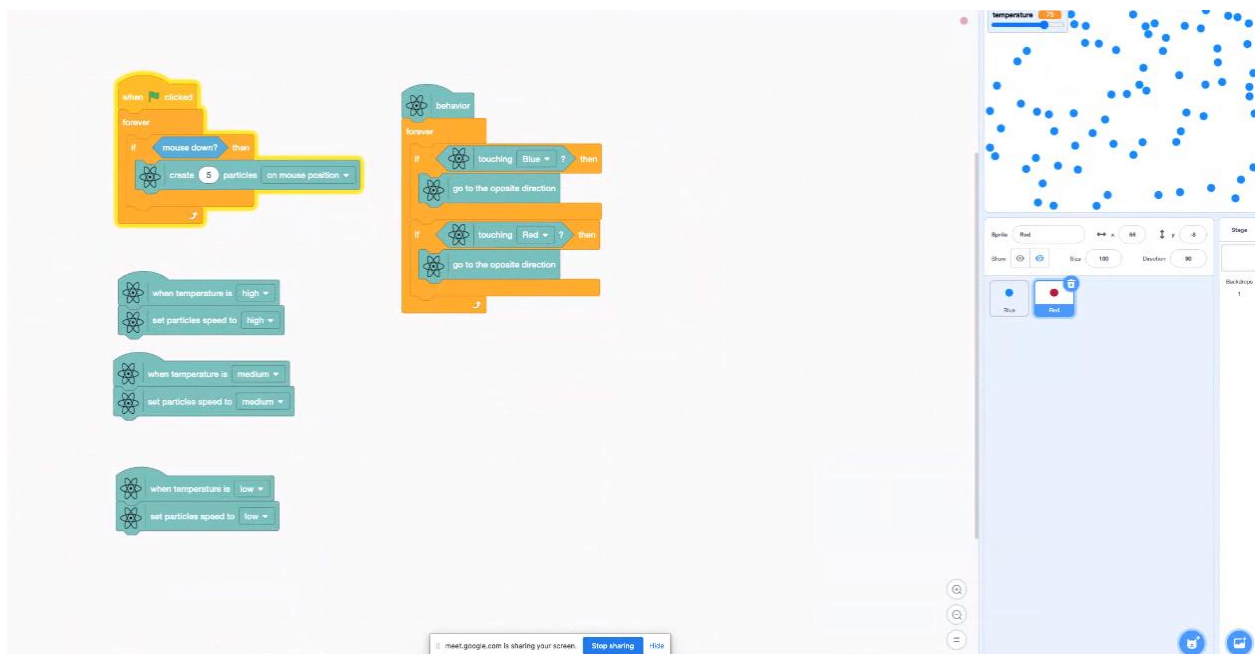 when clicked
forever
if mouse down? then
create 5 particles on mouse position
when temperature is high
set particles speed to high
when temperature is medium
set particles speed to medium
when temperature is low
set particles speed to low
behavior
forever
if touching Blue ? then
go to the oposite direction
if touching Red ? then
go to the oposite direction
temperature 75
Sprite Red x 66 y -8
Show Size 100 Direction 90
Blue
Red
Stage
Backdrops
1
meet.google.com is sharing your screen. Stop sharing Hide